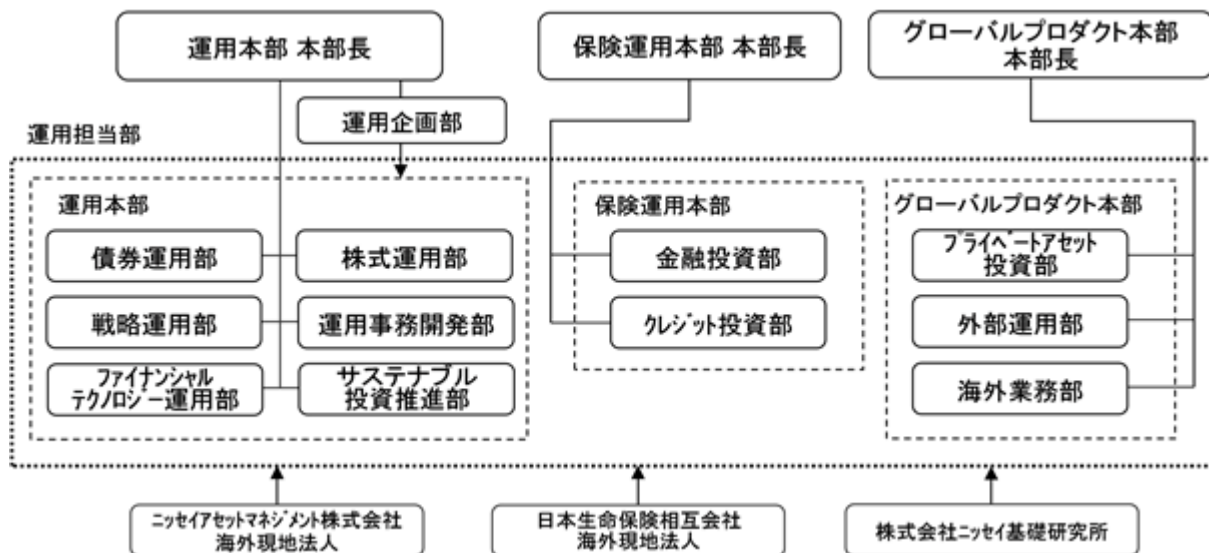 運用本部 本部長
保険運用本部 本部長
グローバルプロダクト本部
本部長
運用企画部
運用担当部
運用本部
債券運用部
株式運用部
戦略運用部
運用事務開発部
ファイナンシャル
テクノロジー運用部
サステナブル
投資推進部
保険運用本部
金融投資部
クレジット投資部
グローバルプロダクト本部
プライベートアセット
投資部
外部運用部
海外業務部
ニッセイアセットマネジメント株式会社
海外現地法人
日本生命保険相互会社
海外現地法人
株式会社ニッセイ基礎研究所